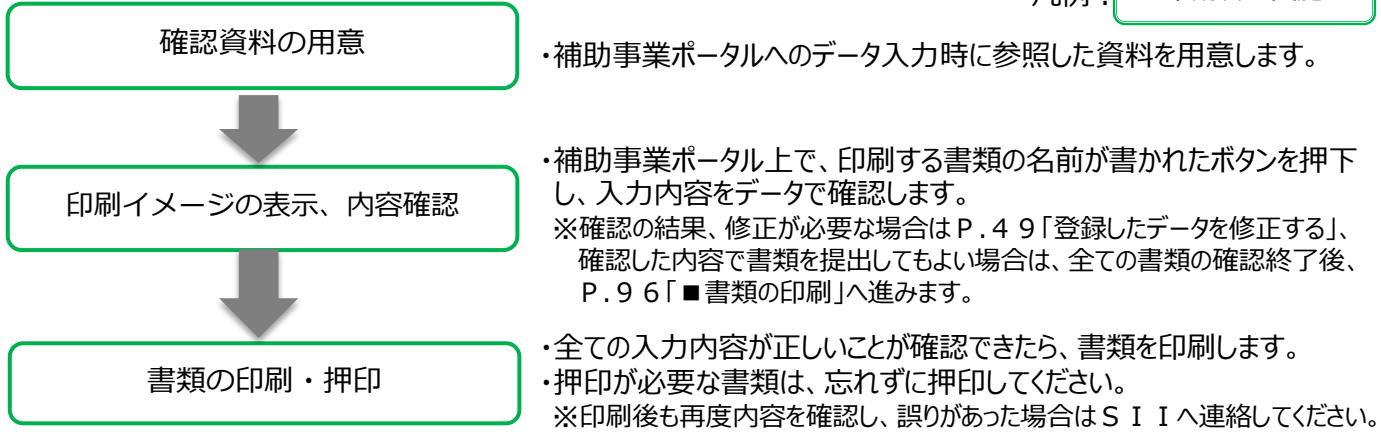 凡例：
確認資料の用意
・補助事業ポータルへのデータ入力時に参照した資料を用意します。
印刷イメージの表示、内容確認
・補助事業ポータル上で、印刷する書類の名前が書かれたボタンを押下
し、入力内容をデータで確認します。
※確認の結果、修正が必要な場合はＰ.４９「登録したデータを修正する」、
確認した内容で書類を提出してもよい場合は、全ての書類の確認終了後、
Ｐ.９６「■書類の印刷」へ進みます。
書類の印刷・押印
・全ての入力内容が正しいことが確認できたら、書類を印刷します。
・押印が必要な書類は、忘れずに押印してください。
※印刷後も再度内容を確認し、誤りがあった場合はＳＩＩへ連絡してください。